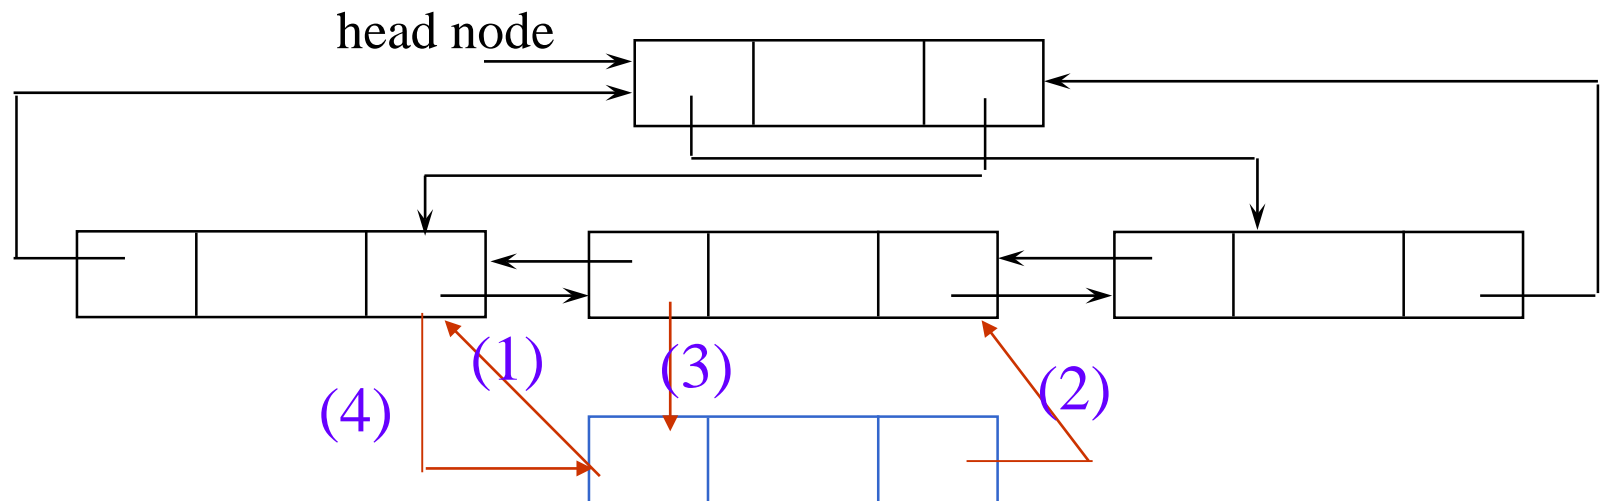 head node
(1)
(3)
(2)
(4)